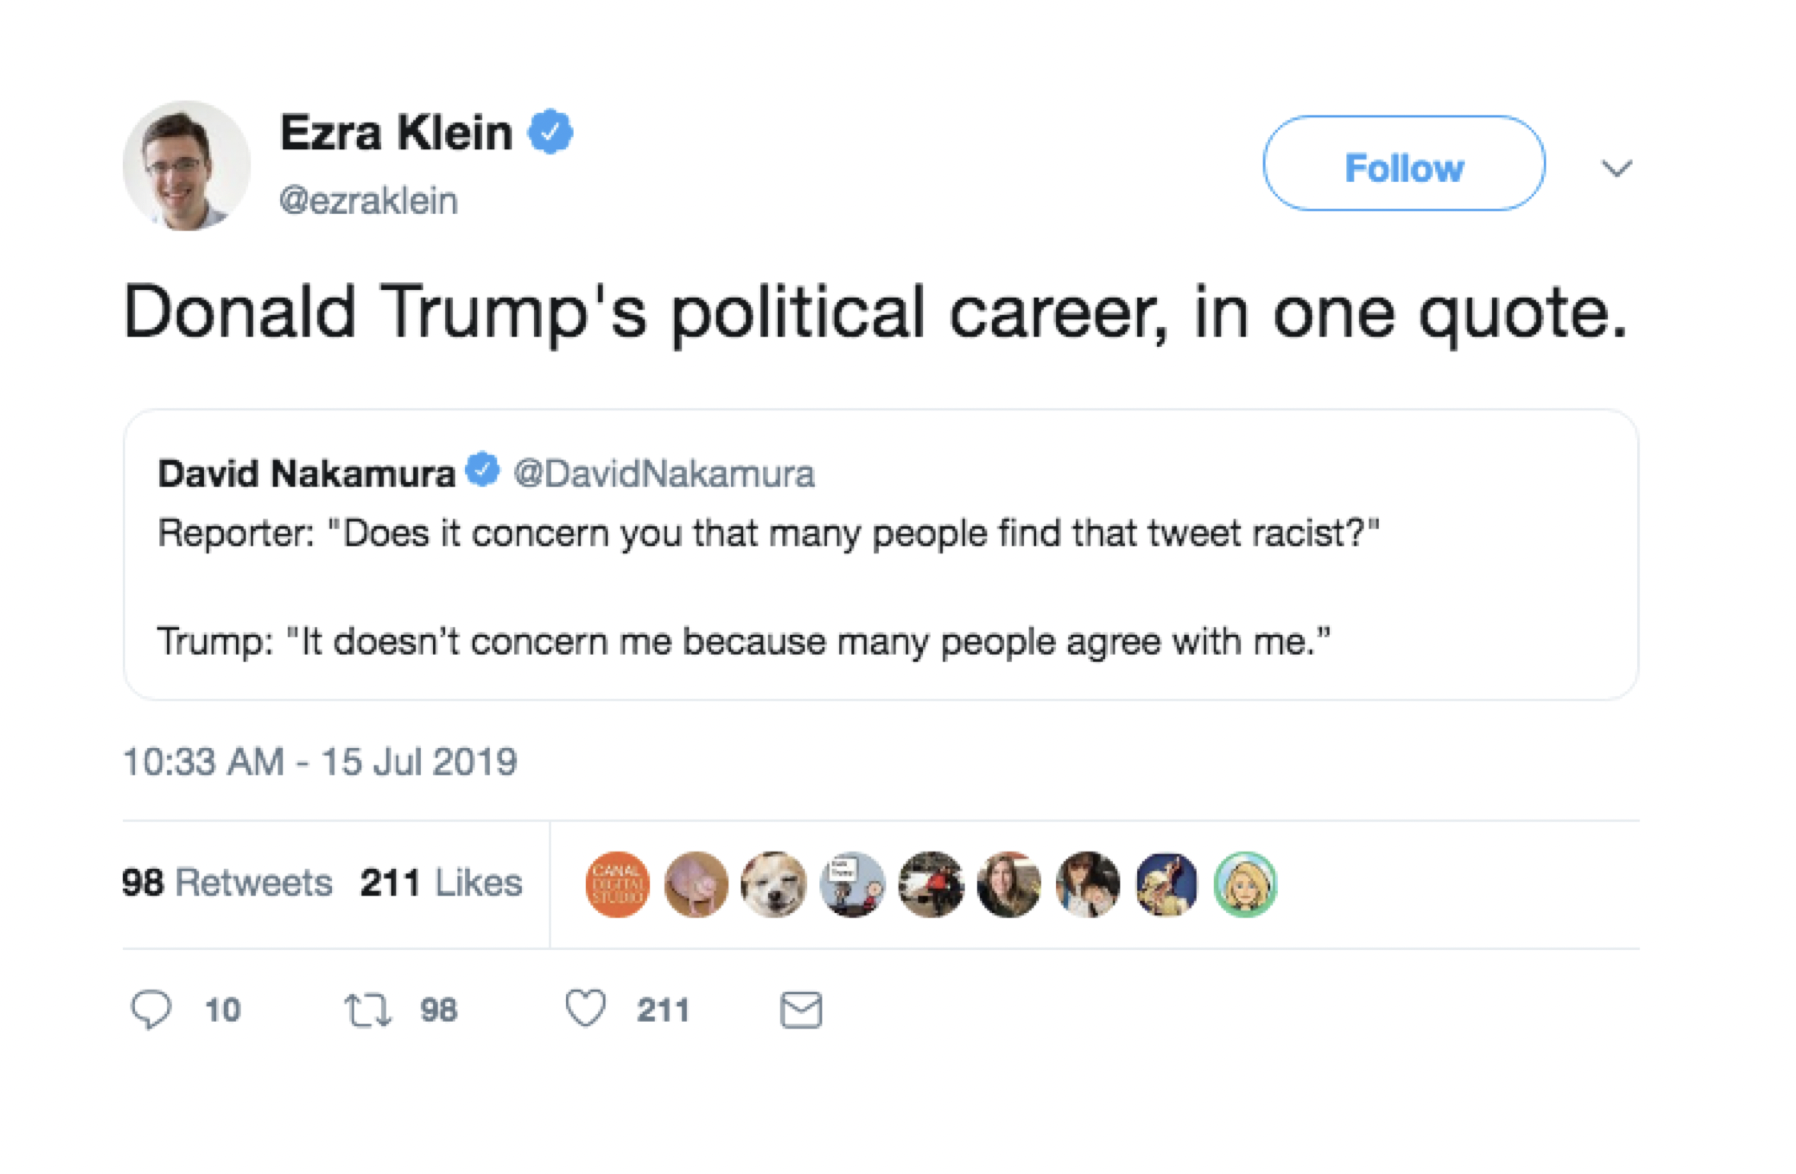 Ezra Klein
@ezraklein
Follow
Donald Trump's political career, in one quote.
David Nakamura @DavidNakamura
Reporter: "Does it concern you that many people find that tweet racist?"
Trump: "It doesn’t concern me because many people agree with me.”
10:33 AM - 15 Jul 2019
98 Retweets 211 Likes
CANAL
DIGITAL
STUDIO
10 98 211